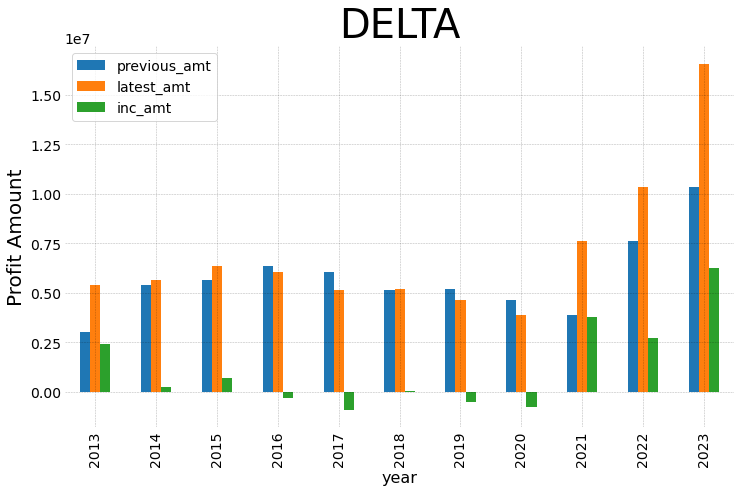 DELTA
1e7
previous_amt
latest_amt
inc_amt
Profit Amount
1.50
1.25
1.00
0.75
0.50
0.25
0.00
2013
2014
2015
2016
2017
2018
2019
2020
2021
2022
2023
year